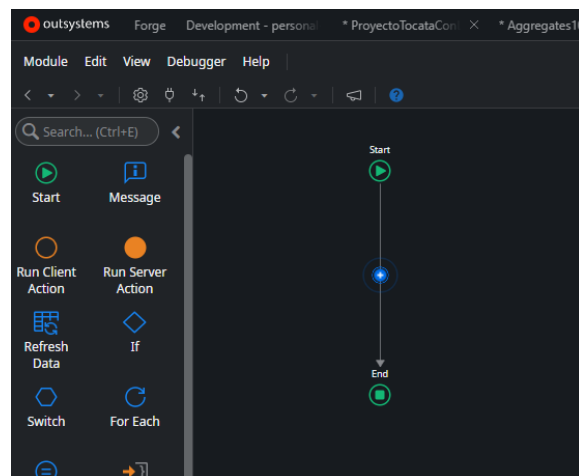 outsystems Forge Development - personal * ProyectoTocataCon * Aggregates10
Module Edit View Debugger Help
Search... (Ctrl+E)
Start Message
Run Client Action Run Server Action
Refresh Data If
Switch For Each
Start
End